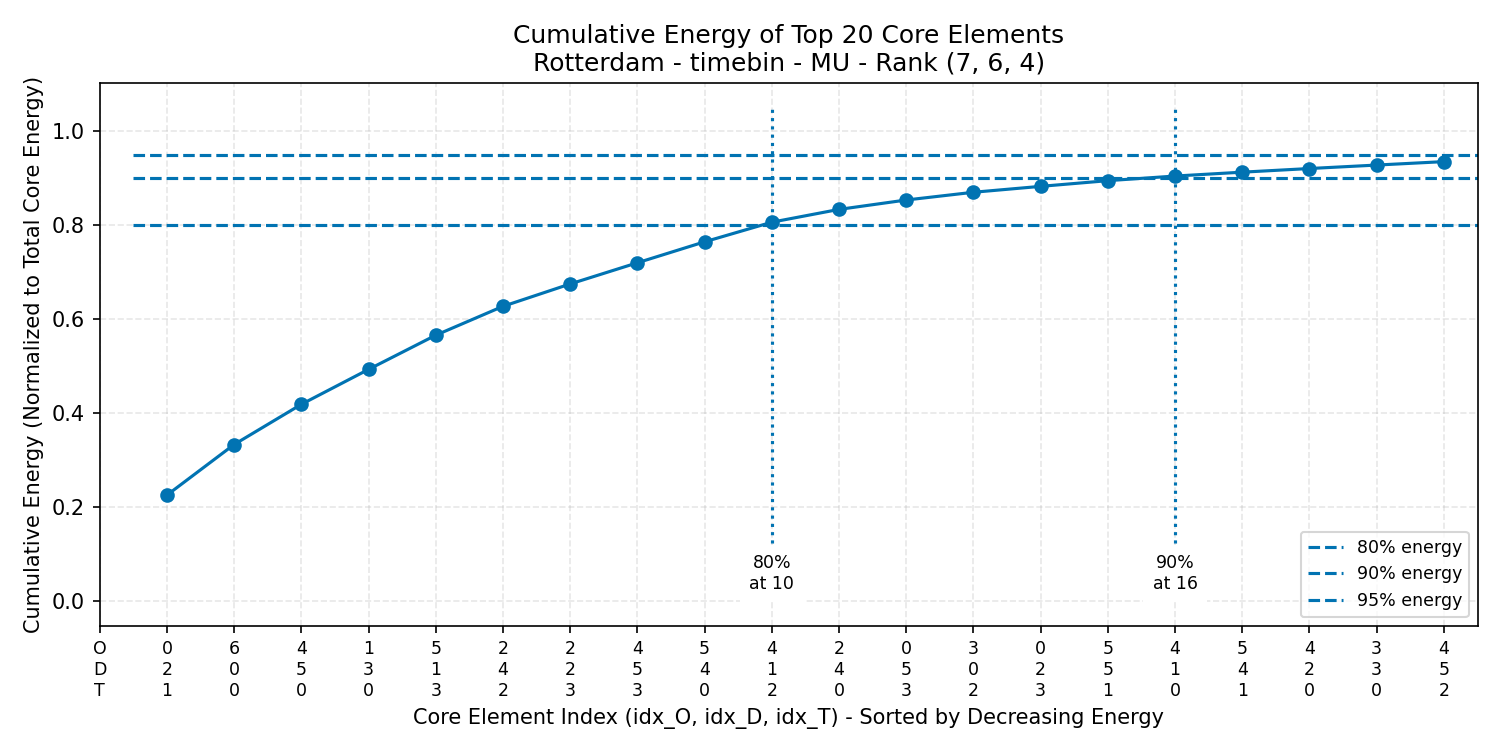 Cumulative Energy of Top 20 Core Elements
Rotterdam - timebin - MU - Rank (7, 6, 4)
Cumulative Energy (Normalized to Total Core Energy)
1.0
0.8
0.6
0.4
0.2
0.0
80%
at 10
90%
at 16
80% energy
90% energy
95% energy
O 0 6 4 1 5 2 2 4 5 4 2 0 3 0 5 4 5 4 3 4
D 2 0 5 3 1 4 2 5 4 1 4 5 0 2 5 1 4 2 3 5
T 1 0 0 0 3 2 3 3 0 2 0 3 2 3 1 0 1 0 0 2
Core Element Index (idx_O, idx_D, idx_T) - Sorted by Decreasing Energy